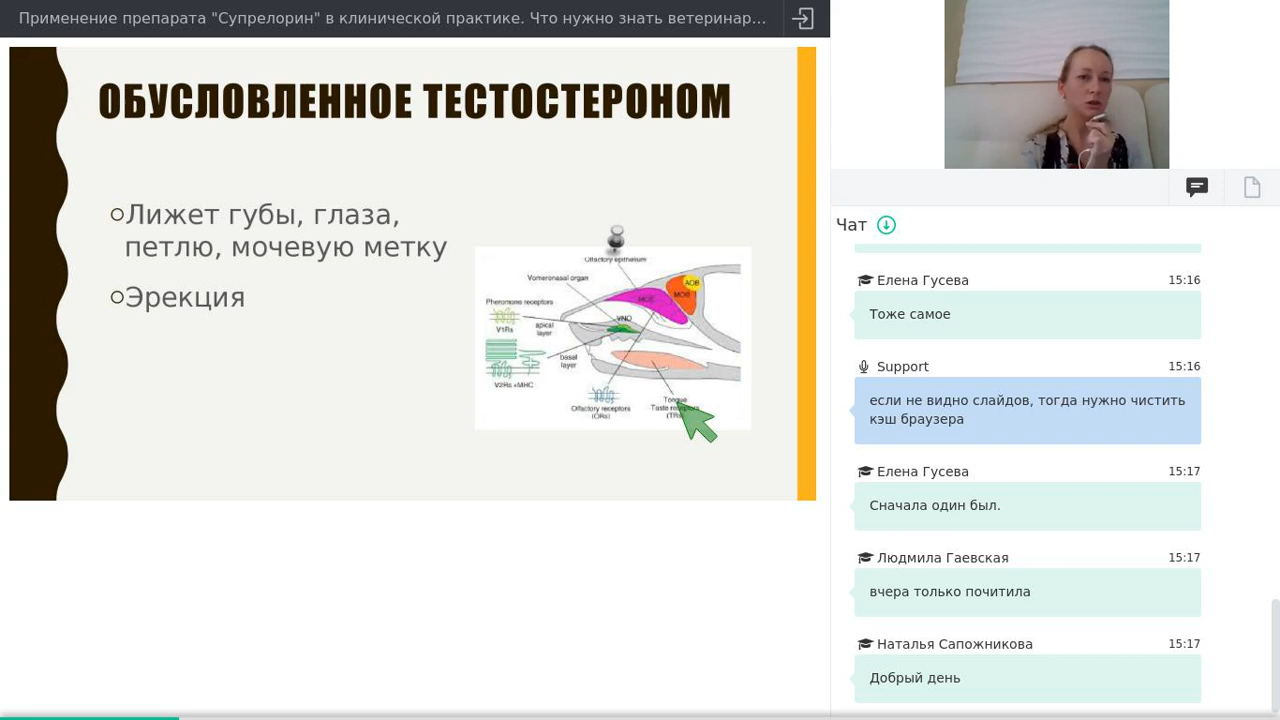 Применение препарата "Супрелорин" в клинической практике. Что нужно знать ветеринар...
ОБУСЛОВЛЕННОЕ ТЕСТОСТЕРОНОМ
Лижет губы, глаза,
петлю, мочевую метку
Эрекция
Olfactory epithelium
Vomeronasal organ
AOB
MOE
MOB
Pheromone receptors
VNO
V1Rs
apical
layer
basal
layer
V2Rs +MHC
Olfactory receptors
(ORs)
Tongue
Taste receptors
(TRs)
Чат
Елена Гусева 15:16
Тоже самое
Support 15:16
если не видно слайдов, тогда нужно чистить
кэш браузера
Елена Гусева 15:17
Сначала один был.
Людмила Гаевская 15:17
вчера только почитила
Наталья Сапожникова 15:17
Добрый день